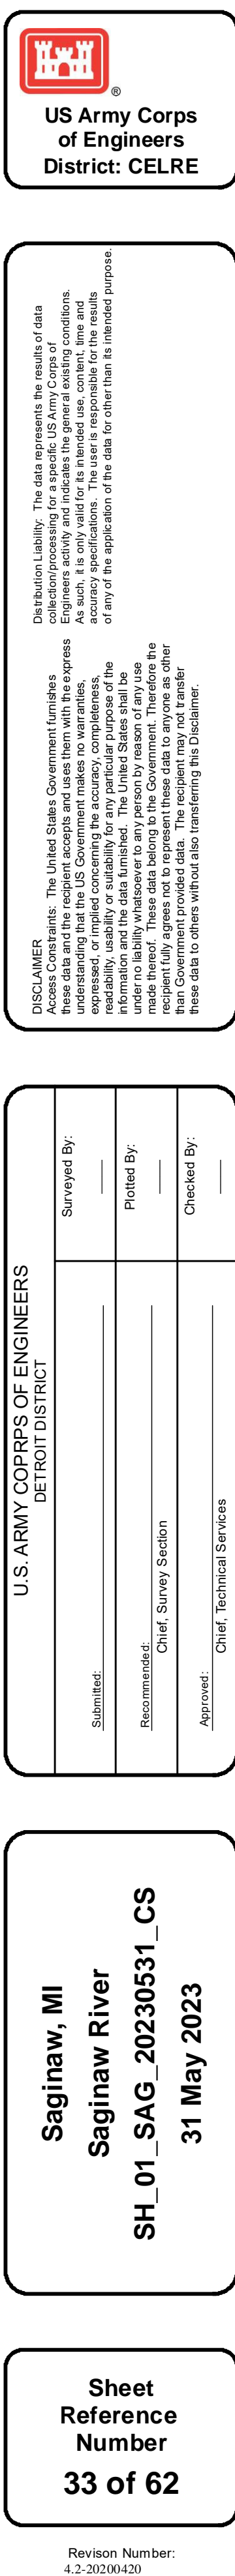 US Army Corps
of Engineers
District: CELRE
®
DISCLAIMER
Access Constraints: The United States Government furnishes
these data and the recipient accepts and uses them with the express
understanding that the US Government makes no warranties,
expressed, or implied concerning the accuracy, completeness,
readability, usability or suitability for any particular purpose of the
information and the data furnished. The United States shall be
under no liability whatsoever to any person by reason of any use
made thereof. These data belong to the Government. Therefore the
recipient fully agrees not to represent these data to anyone as other
than Government provided data. The recipient may not transfer
these data to others without also transferring this Disclaimer.
Distribution Liability: The data represents the results of data
collection/processing for a specific US Army Corps of
Engineers activity and indicates the general existing conditions.
As such, it is only valid for its intended use, content, time and
accuracy specifications. The user is responsible for the results
of any of the application of the data for other than its intended purpose.
U.S. ARMY COPRPS OF ENGINEERS
DETROIT DISTRICT
Submitted:
Surveyed By:
Recommended:
Chief, Survey Section
Plotted By:
Approved:
Chief, Technical Services
Checked By:
Saginaw, MI
Saginaw River
SH_01_SAG_20230531_CS
31 May 2023
Sheet
Reference
Number
33 of 62
Revison Number:
4.2-20200420